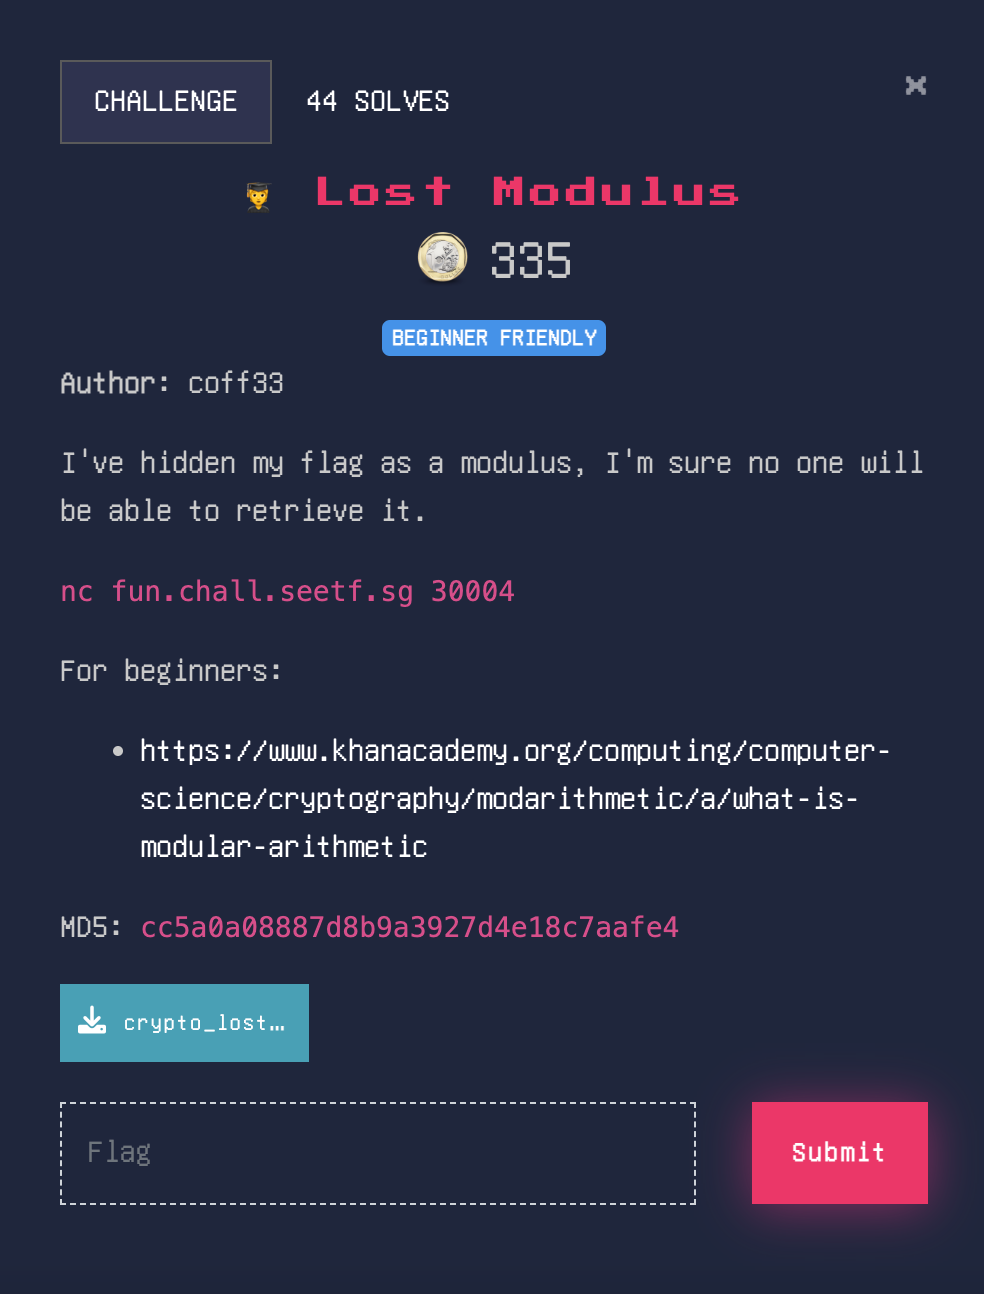 CHALLENGE
44 SOLVES
Lost Modulus
335
BEGINNER FRIENDLY
Author: coff33
I've hidden my flag as a modulus, I'm sure no one will
be able to retrieve it.
nc fun.chall.seetf.sg 30004
For beginners:
• https://www.khanacademy.org/computing/computer-
science/cryptography/modarithmetic/a/what-is-
modular-arithmetic
MD5: cc5a0a08887d8b9a3927d4e18c7aafe4
crypto_lost…
Flag
Submit